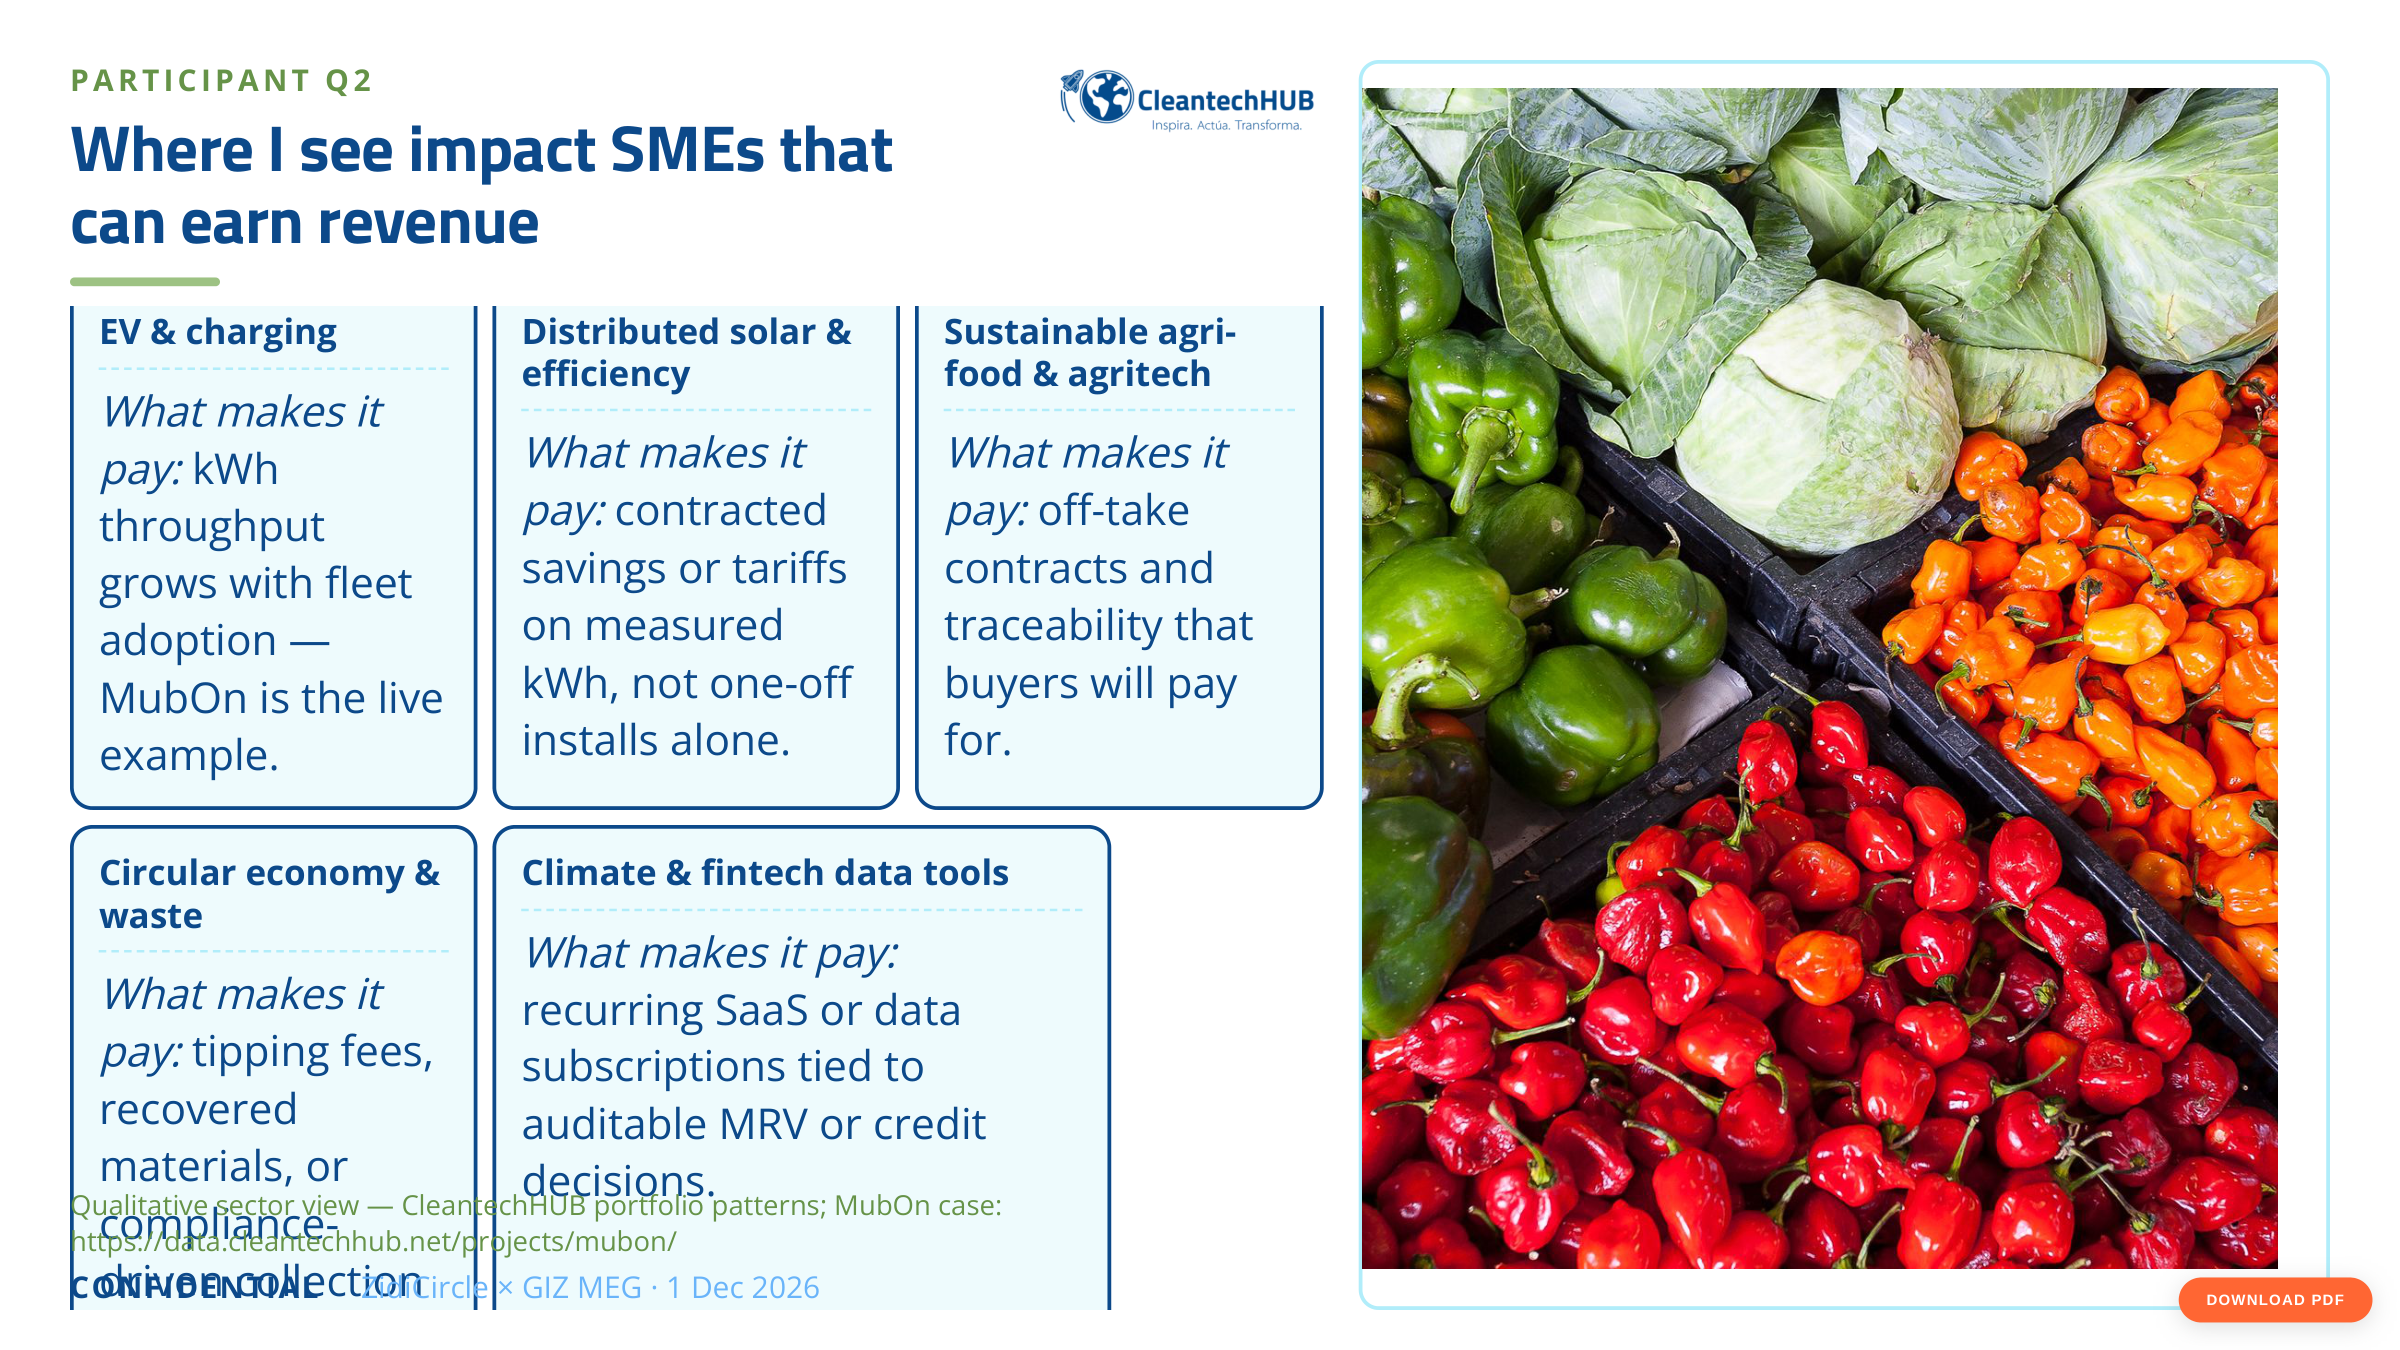 PARTICIPANT Q2
Where I see impact SMEs that
can earn revenue
CleantechHUB
Inspira. Actúa. Transforma.
EV & charging
What makes it
pay: kWh
throughput
grows with fleet
adoption —
MubOn is the live
example.
Distributed solar &
efficiency
What makes it
pay: contracted
savings or tariffs
on measured
kWh, not one-off
installs alone.
Sustainable agri-
food & agritech
What makes it
pay: off-take
contracts and
traceability that
buyers will pay
for.
Circular economy &
waste
What makes it
pay: tipping fees,
recovered
materials, or
compliance-
driven collection
Climate & fintech data tools
What makes it pay:
recurring SaaS or data
subscriptions tied to
auditable MRV or credit
decisions.
Qualitative sector view — CleantechHUB portfolio patterns; MubOn case:
https://data.cleantechhub.net/projects/mubon/
CONFIDENTIAL ZidiCircle × GIZ MEG · 1 Dec 2026
DOWNLOAD PDF